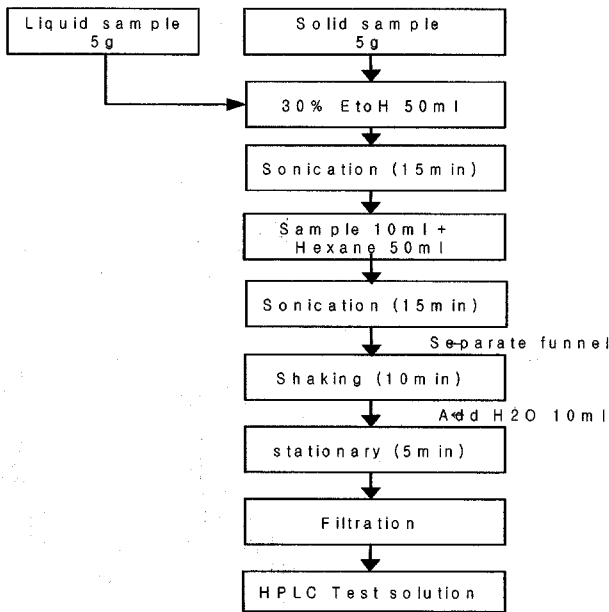 Liquid sample
5g
Solid sample
5g
30% EtoH 50ml
Sonication (15min)
Sample 10ml +
Hexane 50ml
Sonication (15min)
Separate funnel
Shaking (10min)
Add H2O 10ml
stationary (5min)
Filtration
HPLC Test solution